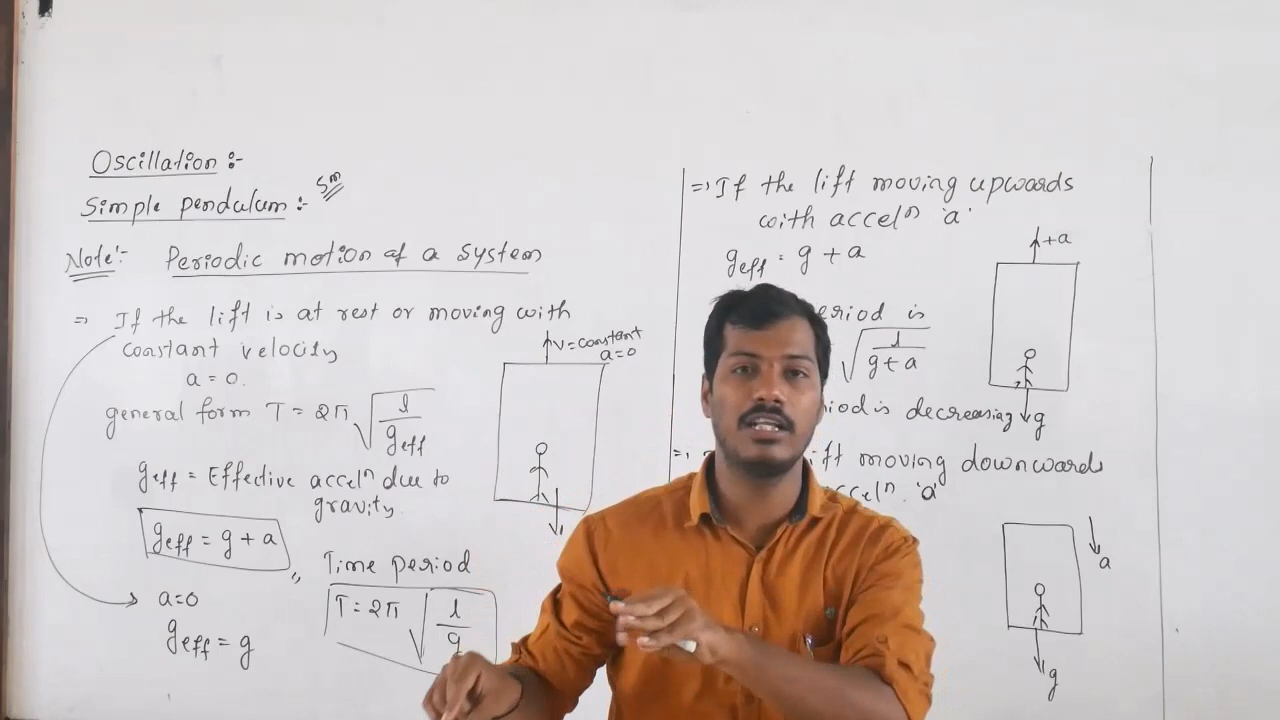 Oscillation :-
Simple pendulum :- 5m
Note:- Periodic motion of a system
=> If the lift is at rest or moving with
constant velocity
a = 0.
general form T = 2π √ l / geff
geff = Effective acceln due to
gravity.
geff = g + a
a=0
geff = g
Time period
T = 2π √ l / g
v = constant
a=0
=> If the lift moving upwards
with acceln 'a'
geff = g + a
eriod is
√ l / g + a
iod is decreasing
+a
g
ift moving downwards
cceln 'a'
a
g